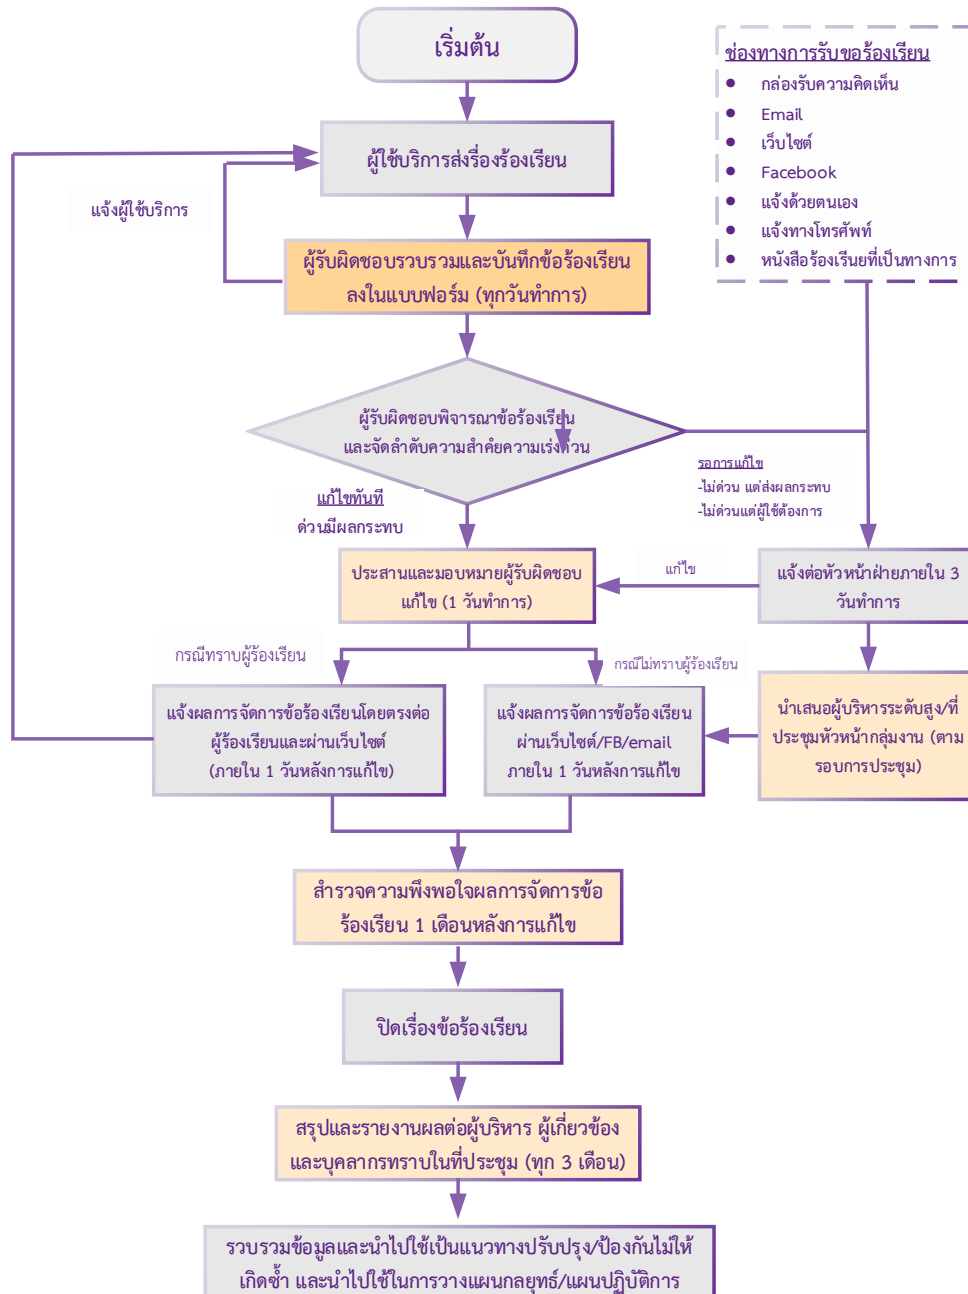 เริ่มต้น
ช่องทางการรับขอร้องเรียน
กล่องรับความคิดเห็น
Email
เว็บไซต์
Facebook
แจ้งด้วยตนเอง
แจ้งทางโทรศัพท์
หนังสือร้องเรีนยที่เป็นทางการ
ผู้ใช้บริการส่งรื่องร้องเรียน
แจ้งผู้ใช้บริการ
ผู้รับผิดชอบรวบรวมและบันทึกข้อร้องเรียน
ลงในแบบฟอร์ม (ทุกวันทำการ)
ผู้รับผิดชอบพิจารณาข้อร้องเรียน
และจัดลำดับความสำคัยความเร่งด่วน
รอการแก้ไข
-ไม่ด่วน แต่ส่งผลกระทบ
-ไม่ด่วนแต่ผู้ใช้ต้องการ
แก้ไขทันที
ด่วนมีผลกระทบ
ประสานและมอบหมายผู้รับผิดชอบ
แก้ไข (1 วันทำการ)
แก้ไข
แจ้งต่อหัวหน้าฝ่ายภายใน 3
วันทำการ
กรณีทราบผู้ร้องเรียน
กรณีไม่ทราบผู้ร้องเรียน
แจ้งผลการจัดการข้อร้องเรียนโดยตรงต่อ
ผู้ร้องเรียนและผ่านเว็บไซต์
(ภายใน 1 วันหลังการแก้ไข)
แจ้งผลการจัดการข้อร้องเรียน
ผ่านเว็บไซต์/FB/email
ภายใน 1 วันหลังการแก้ไข
นำเสนอผู้บริหารระดับสูง/ที่
ประชุมหัวหน้ากลุ่มงาน (ตาม
รอบการประชุม)
สำรวจความพึงพอใจผลการจัดการข้อ
ร้องเรียน 1 เดือนหลังการแก้ไข
ปิดเรื่องข้อร้องเรียน
สรุปและรายงานผลต่อผู้บริหาร ผู้เกี่ยวข้อง
และบุคลากรทราบในที่ประชุม (ทุก 3 เดือน)
รวบรวมข้อมูลและนำไปใช้เป็นแนวทางปรับปรุง/ป้องกันไม่ให้
เกิดซ้ำ และนำไปใช้ในการวางแผนกลยุทธ์/แผนปฏิบัติการ